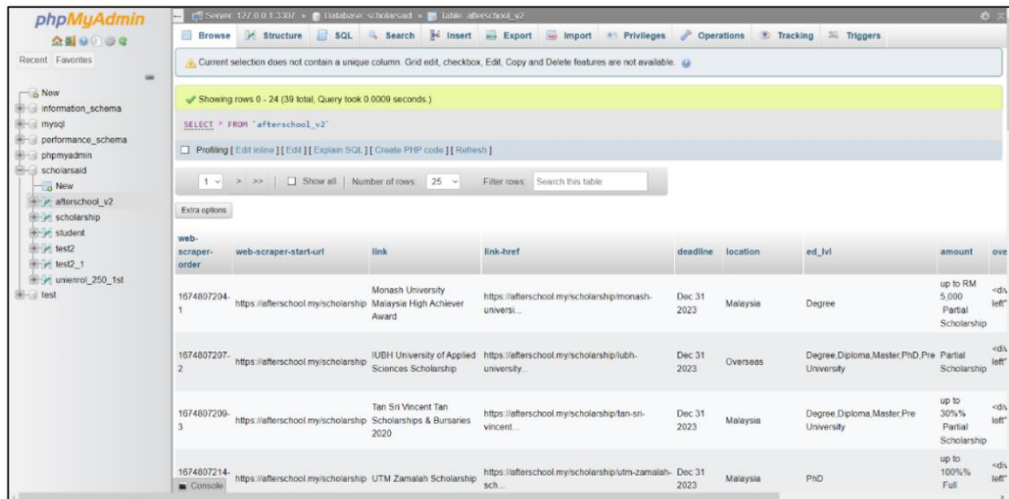 phpMyAdmin
Recent Favorites
New
information_schema
mysql
performance_schema
phpmyadmin
scholarsaid
New
afterschool_v2
scholarship
student
test2
test2_1
unienrol_250_1st
test
Server: 127.0.0.1:3307 » Database: scholarsaid » Table: afterschool_v2
Browse Structure SQL Search Insert Export Import Privileges Operations Tracking Triggers
Current selection does not contain a unique column. Grid edit, checkbox, Edit, Copy and Delete features are not available.
Showing rows 0 - 24 (39 total, Query took 0.0009 seconds.)
SELECT * FROM `afterschool_v2`
Profiling [ Edit inline ] [ Edit ] [ Explain SQL ] [ Create PHP code ] [ Refresh ]
1 > >> Show all Number of rows: 25 Filter rows: Search this table
Extra options
web-
scraper- web-scraper-start-url link link-href deadline location ed_lvl amount ove
order
up to RM
1674807204- Monash University https://afterschool.my/scholarship/monash- Dec 31 5,000 <div
https://afterschool.my/scholarship Malaysia High Achiever Malaysia Degree
1 Award universi... 2023 Partial left"
Scholarship
1674807207- IUBH University of Applied https://afterschool.my/scholarship/iubh- Dec 31 Degree,Diploma,Master,PhD,Pre Partial <div
https://afterschool.my/scholarship Overseas
2 Sciences Scholarship university... 2023 University Scholarship left"
up to
1674807209- Tan Sri Vincent Tan https://afterschool.my/scholarship/tan-sri- Dec 31 Degree,Diploma,Master,Pre 30%% <div
https://afterschool.my/scholarship Scholarships & Bursaries Malaysia
3 2020 vincent... 2023 University Partial left"
Scholarship
up to
1674807214- https://afterschool.my/scholarship/utm-zamalah- Dec 31 100%% <div
https://afterschool.my/scholarship UTM Zamalah Scholarship Malaysia PhD
Console sch... 2023 Full left"